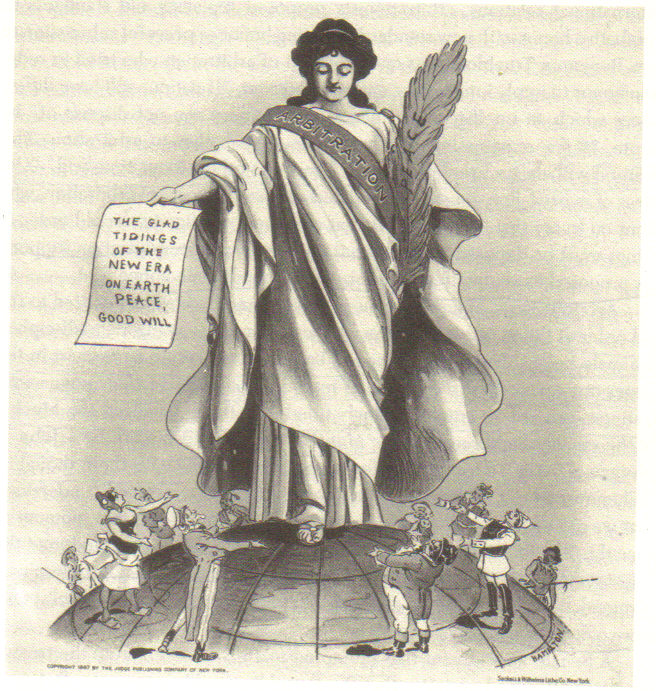 ARBITRATION
THE GLAD
TIDINGS
OF THE
NEW ERA
ON EARTH
PEACE,
GOOD WILL
HAMILTON
COPYRIGHT 1897 BY THE JUDGE PUBLISHING COMPANY OF NEW YORK.
Sackett & Wilhelms Litho. Co. New York